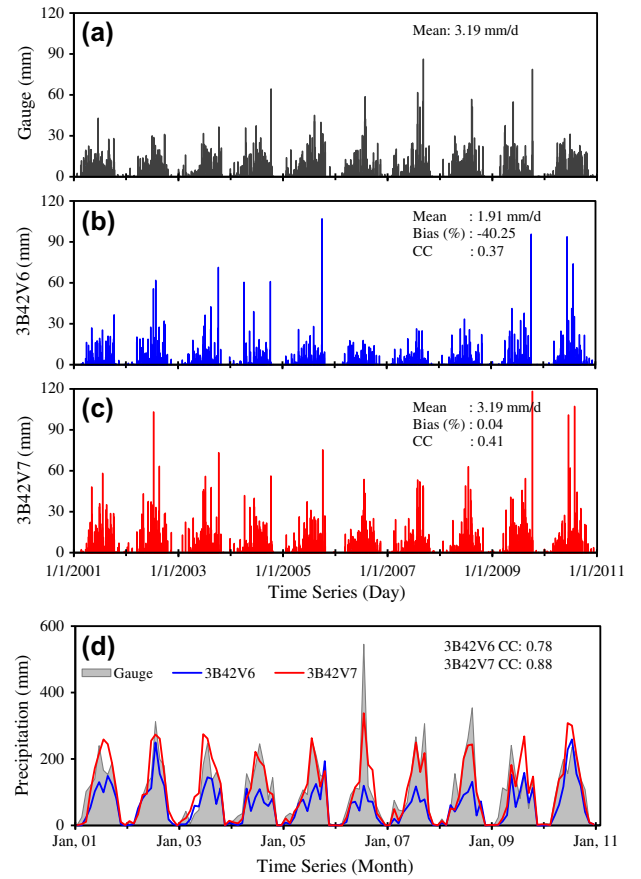 (a)
Mean: 3.19 mm/d
Gauge (mm)
120
90
60
30
0
(b)
Mean : 1.91 mm/d
Bias (%) : -40.25
CC : 0.37
3B42V6 (mm)
120
90
60
30
0
(c)
Mean : 3.19 mm/d
Bias (%) : 0.04
CC : 0.41
3B42V7 (mm)
120
90
60
30
0
1/1/2001 1/1/2003 1/1/2005 1/1/2007 1/1/2009 1/1/2011
Time Series (Day)
(d)
3B42V6 CC: 0.78
3B42V7 CC: 0.88
Gauge 3B42V6 3B42V7
Precipitation (mm)
600
400
200
0
Jan, 01 Jan, 03 Jan, 05 Jan, 07 Jan, 09 Jan, 11
Time Series (Month)